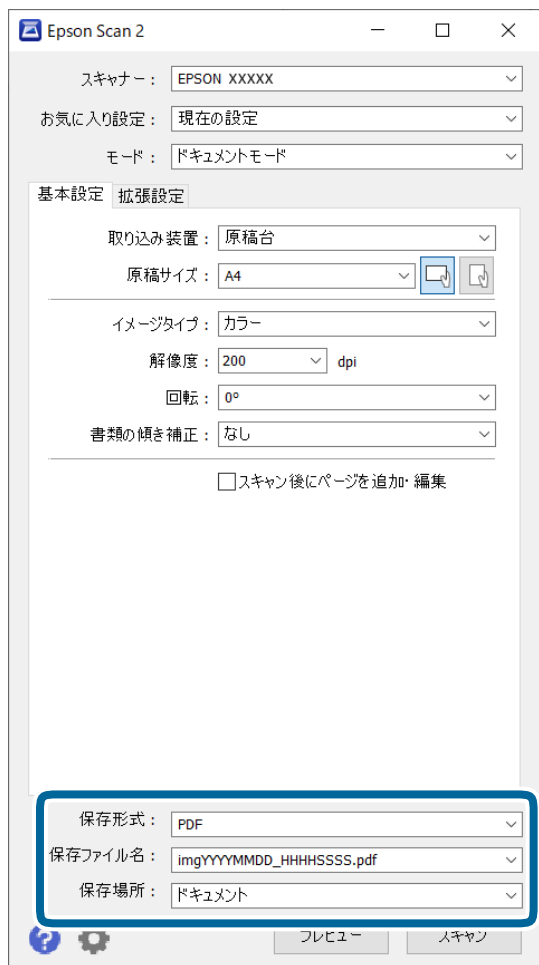 Epson Scan 2
スキャナー： EPSON XXXXX
お気に入り設定： 現在の設定
モード： ドキュメントモード
基本設定 拡張設定
取り込み装置： 原稿台
原稿サイズ： A4
イメージタイプ： カラー
解像度： 200 dpi
回転： 0°
書類の傾き補正： なし
スキャン後にページを追加・編集
保存形式： PDF
保存ファイル名： imgYYYYMMDD_HHHHSSSS.pdf
保存場所： ドキュメント
? プレビュー スキャン